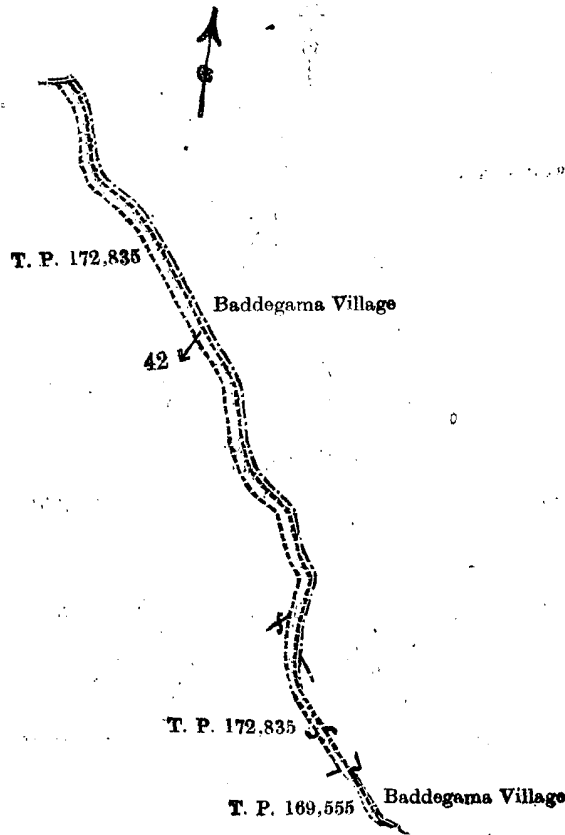 T. P. 172,835
Baddegama Village
42
T. P. 172,835
Baddegama Village
T. P. 169,555